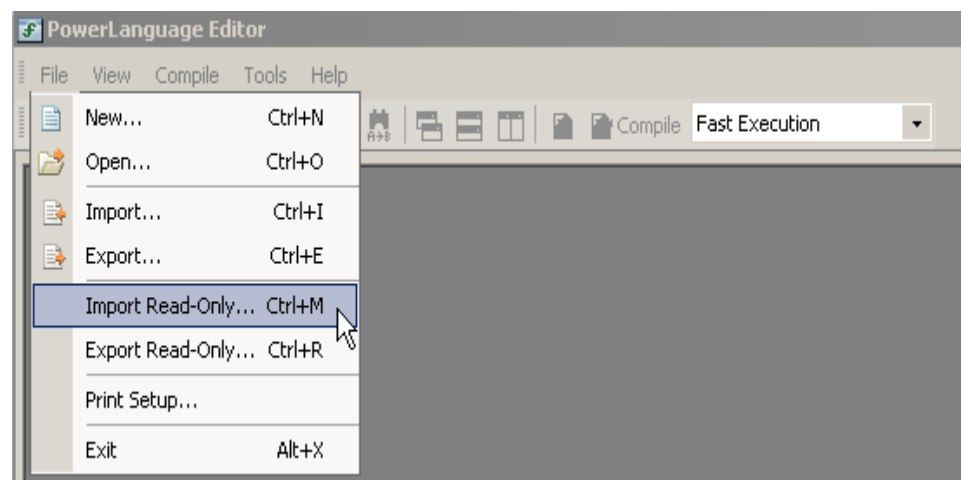 PowerLanguage Editor
File View Compile Tools Help
New... Ctrl+N
A→B Compile Fast Execution
Open... Ctrl+O
Import... Ctrl+I
Export... Ctrl+E
Import Read-Only... Ctrl+M
Export Read-Only... Ctrl+R
Print Setup...
Exit Alt+X